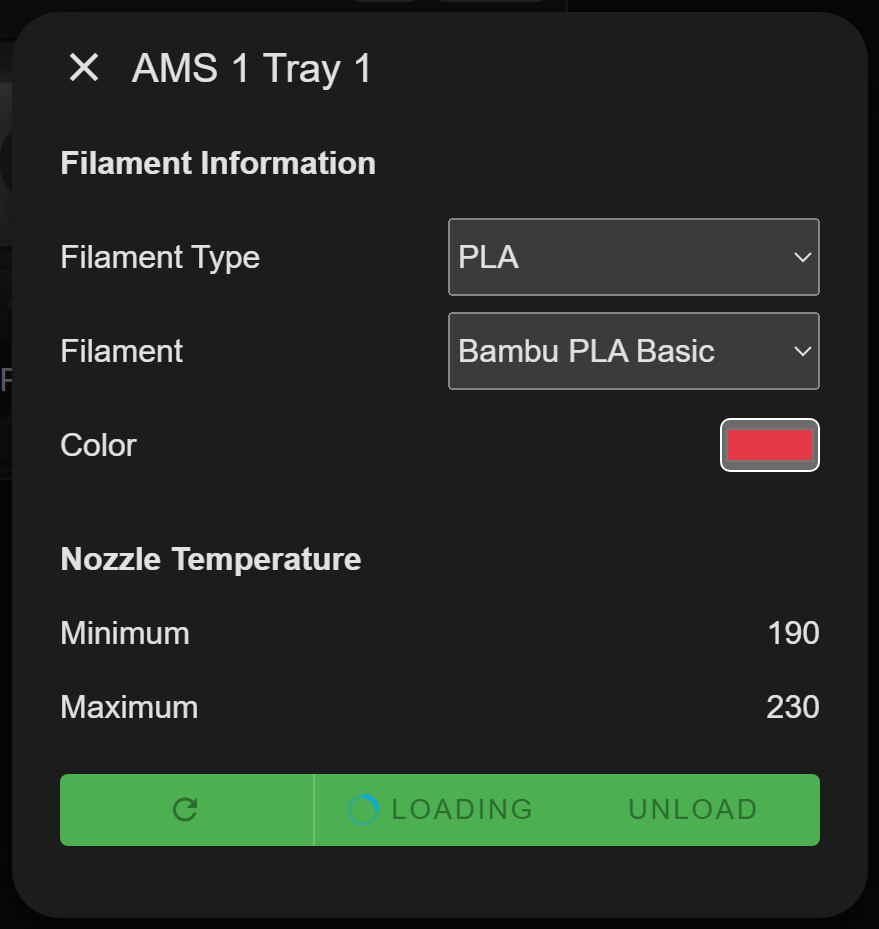 AMS 1 Tray 1
Filament Information
Filament Type PLA
Filament Bambu PLA Basic
Color
Nozzle Temperature
Minimum 190
Maximum 230
LOADING UNLOAD